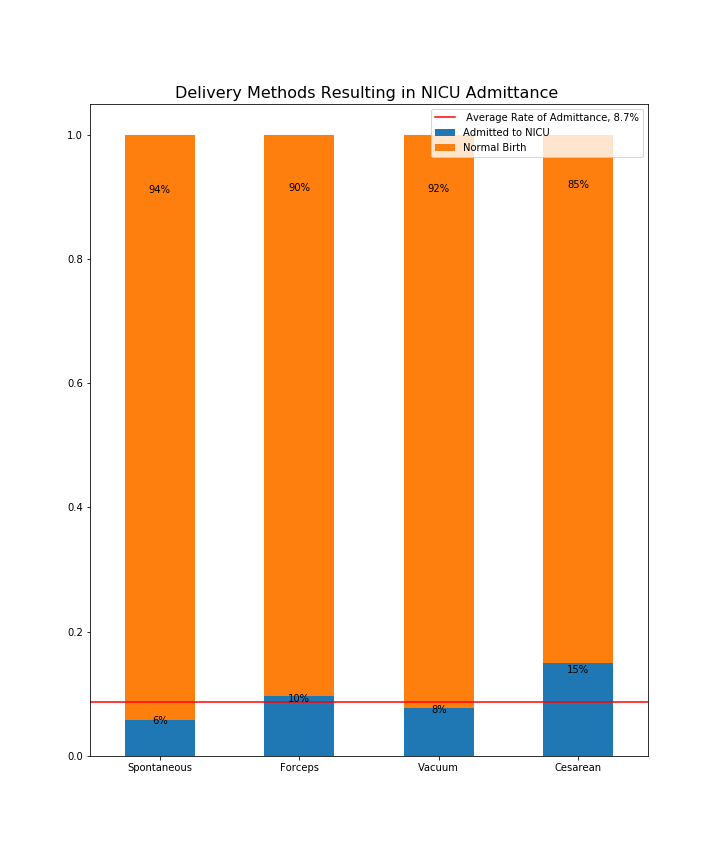 Delivery Methods Resulting in NICU Admittance
Average Rate of Admittance, 8.7%
Admitted to NICU
Normal Birth
1.0
94%
90%
92%
85%
0.8
0.6
0.4
0.2
15%
10%
8%
6%
0.0
Spontaneous
Forceps
Vacuum
Cesarean